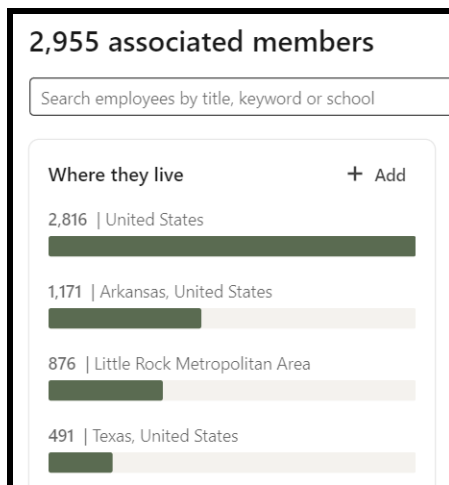 2,955 associated members
Search employees by title, keyword or school
Where they live + Add
2,816 | United States
1,171 | Arkansas, United States
876 | Little Rock Metropolitan Area
491 | Texas, United States